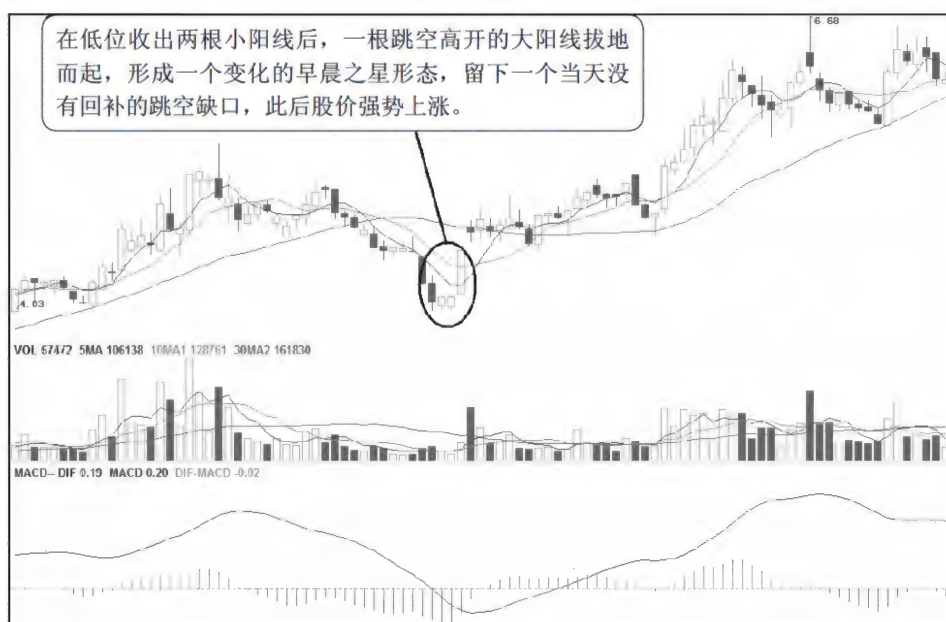 在低位收出两根小阳线后，一根跳空高开的大阳线拔地
而起，形成一个变化的早晨之星形态，留下一个当天没
有回补的跳空缺口，此后股价强势上涨。
6.68
4.03
VOL 67472 5MA 106138 10MA1 128761 30MA2 161830
MACD-- DIF 0.19 MACD 0.20 DIF-MACD -0.02